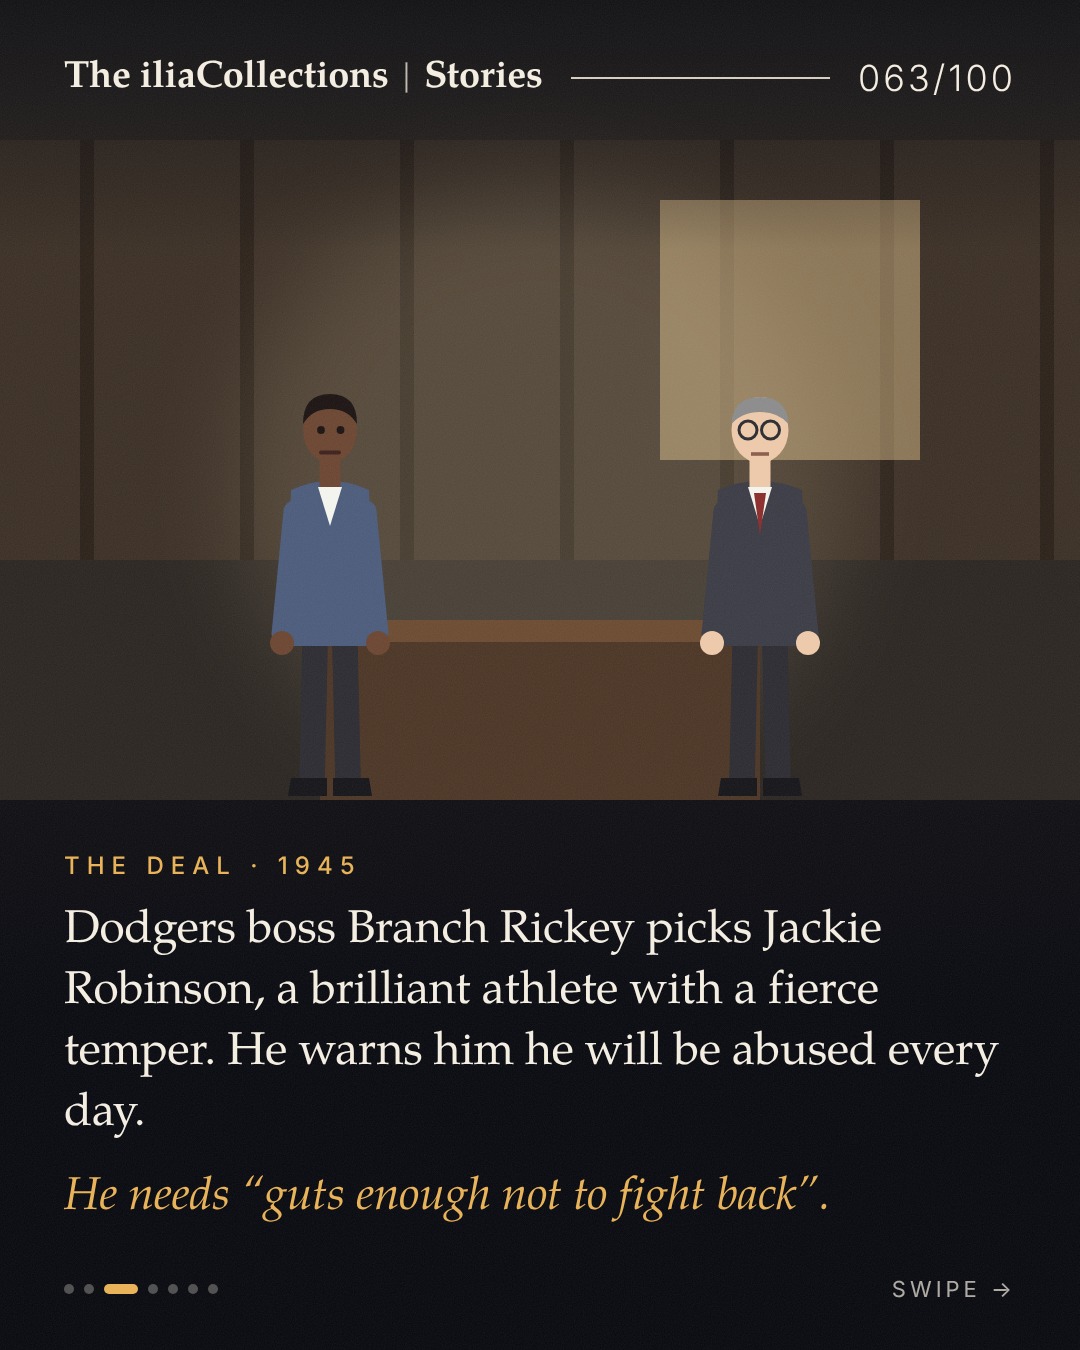 The iliaCollections | Stories 063/100
THE DEAL · 1945
Dodgers boss Branch Rickey picks Jackie
Robinson, a brilliant athlete with a fierce
temper. He warns him he will be abused every
day.
He needs “guts enough not to fight back”.
SWIPE →